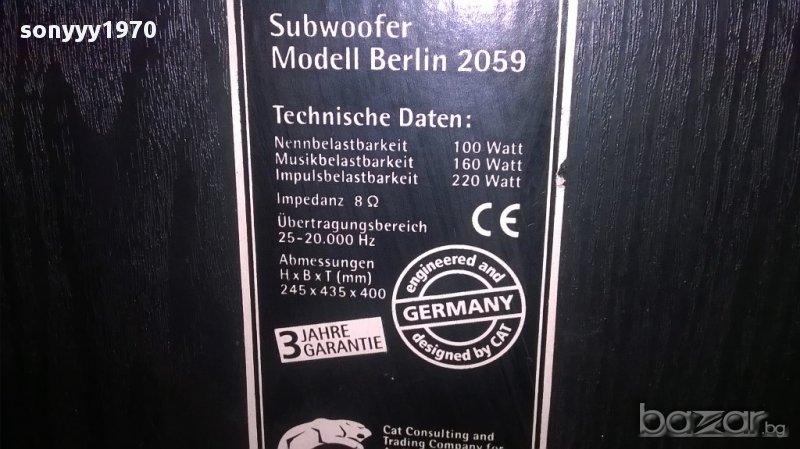 sonyyy1970
Subwoofer
Modell Berlin 2059
Technische Daten:
Nennbelastbarkeit 100 Watt
Musikbelastbarkeit 160 Watt
Impulsbelastbarkeit 220 Watt
Impedanz 8 Ω
Übertragungsbereich
25-20.000 Hz
CE
Abmessungen
H x B x T (mm)
245 x 435 x 400
engineered and
GERMANY
designed by CAT
3 JAHRE
GARANTIE
Cat Consulting and
Trading Company for
bazar.bg